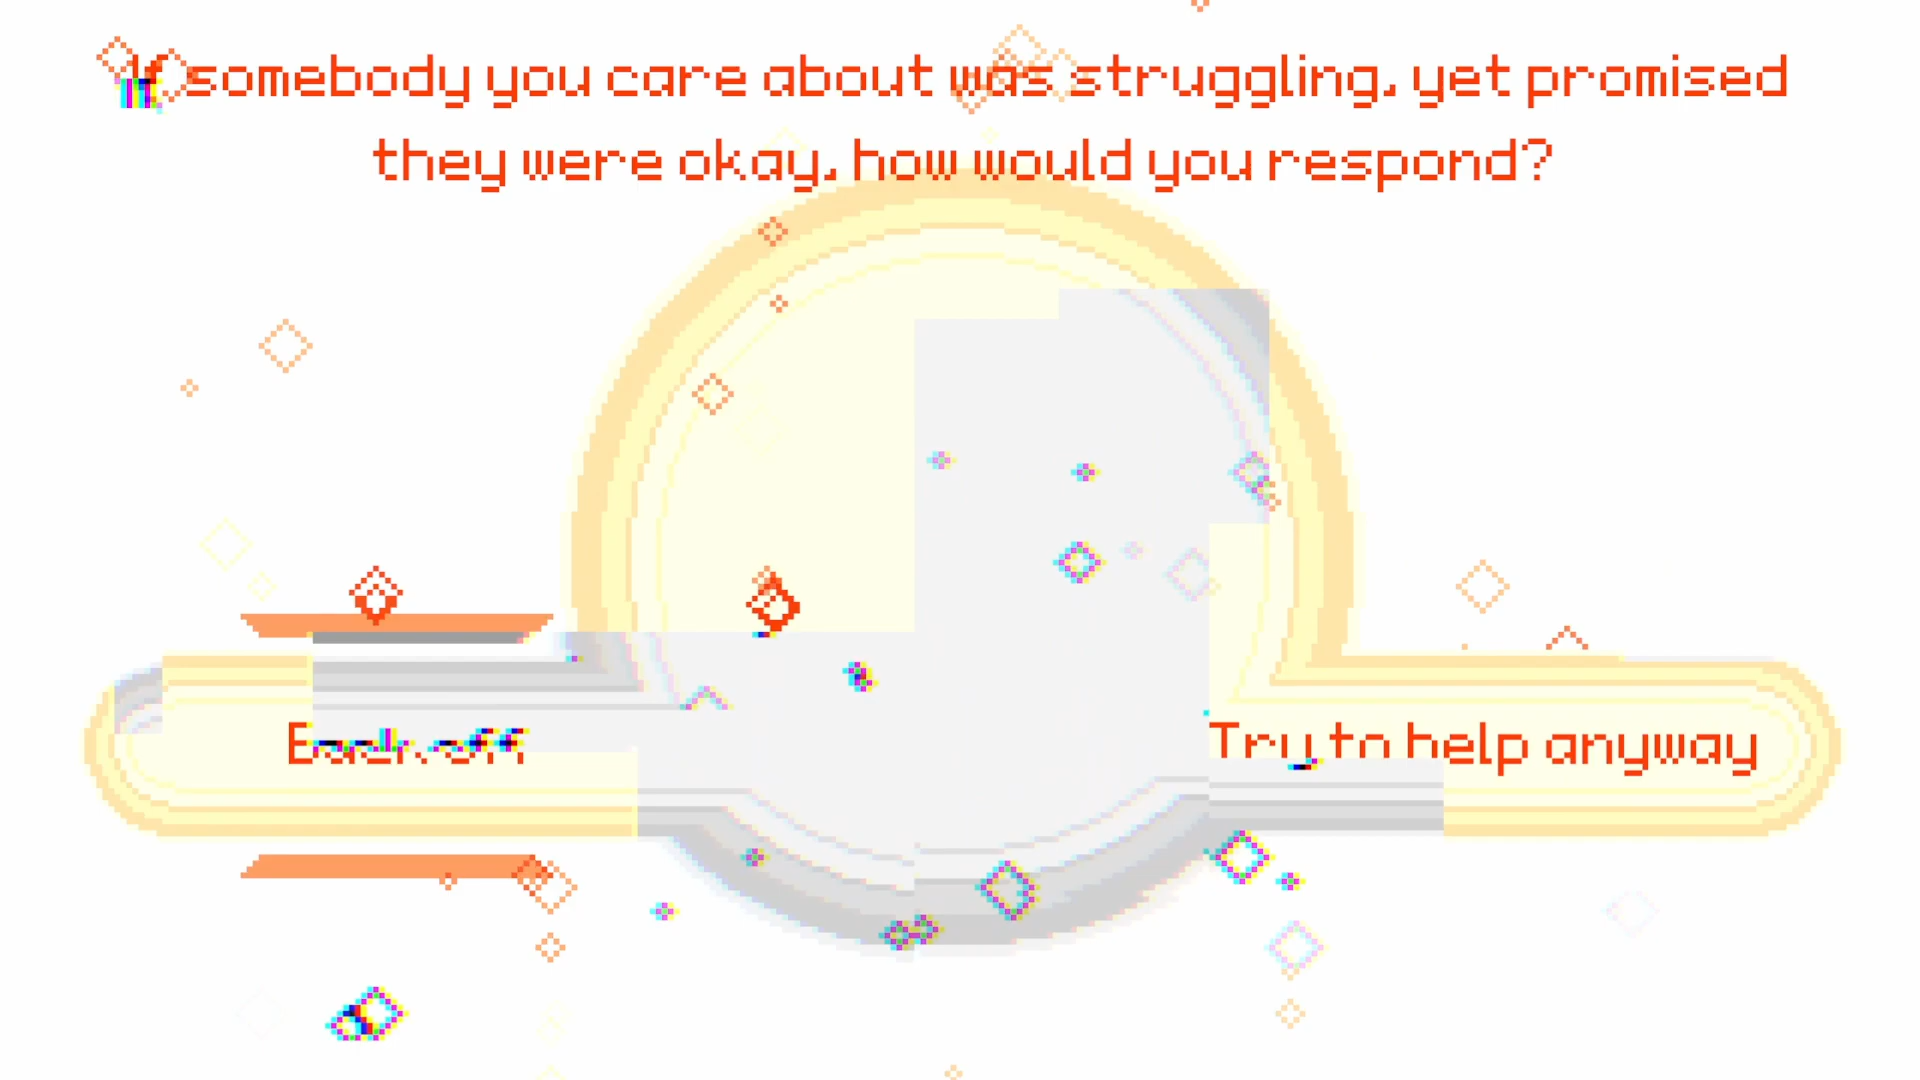 If somebody you care about was struggling, yet promised
they were okay, how would you respond?
Back off
Try to help anyway